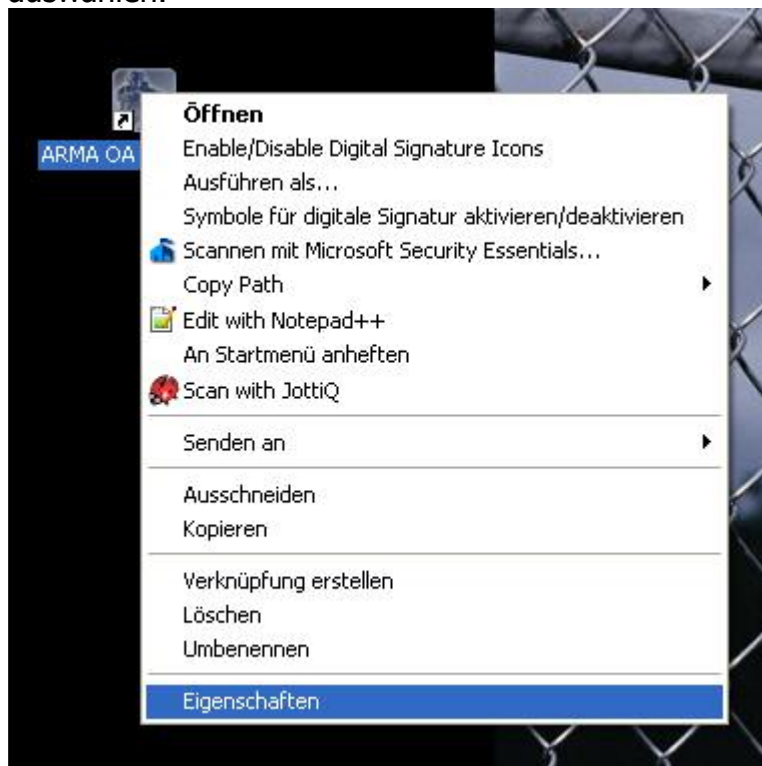 auswählen.
ARMA OA
Öffnen
Enable/Disable Digital Signature Icons
Ausführen als...
Symbole für digitale Signatur aktivieren/deaktivieren
Scannen mit Microsoft Security Essentials...
Copy Path
Edit with Notepad++
An Startmenü anheften
Scan with JottiQ
Senden an
Ausschneiden
Kopieren
Verknüpfung erstellen
Löschen
Umbenennen
Eigenschaften